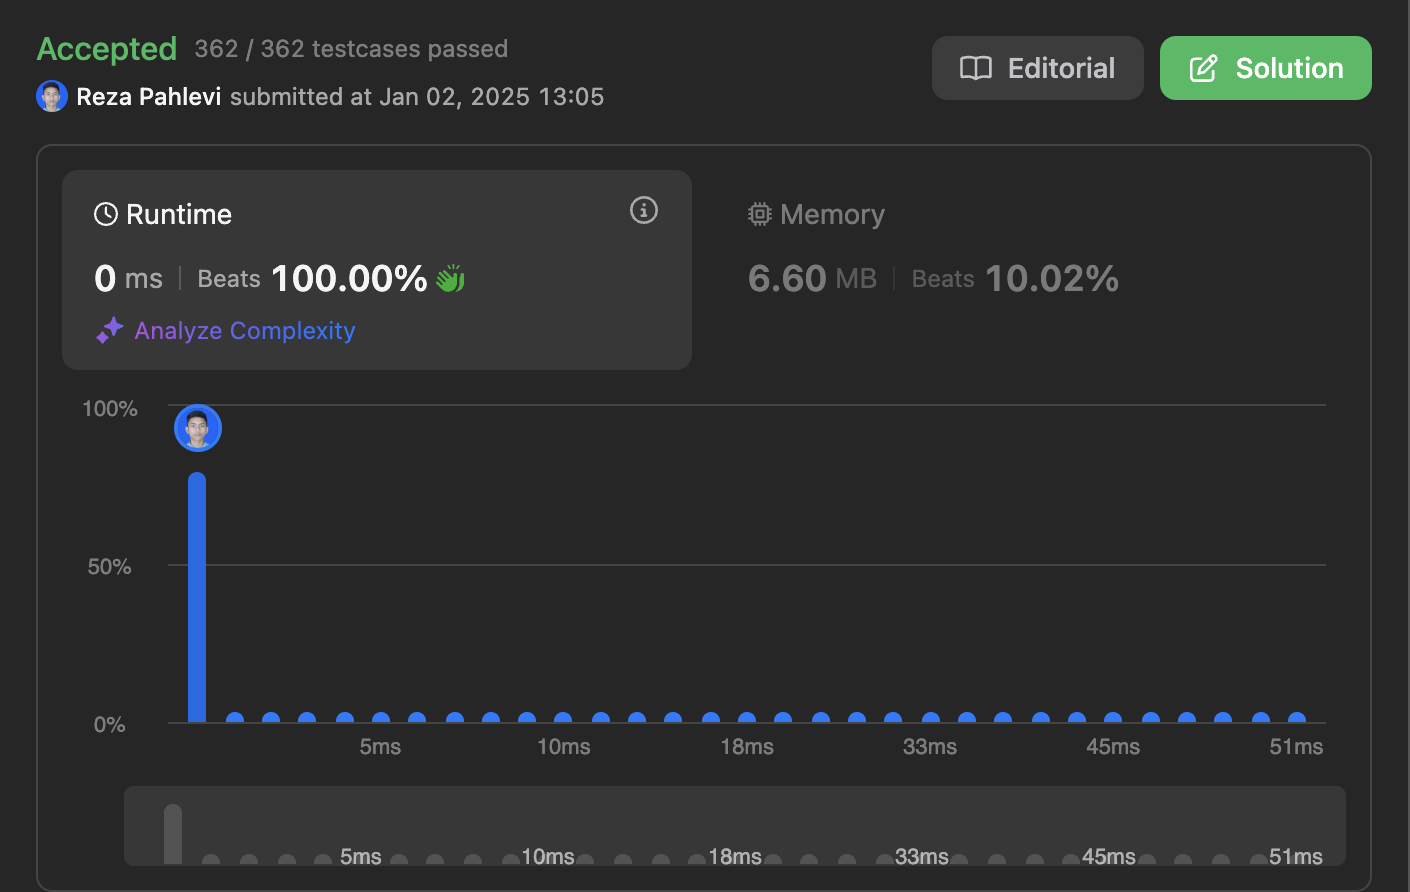 Accepted 362 / 362 testcases passed
Reza Pahlevi submitted at Jan 02, 2025 13:05
Editorial
Solution
Runtime
0 ms | Beats 100.00%
Analyze Complexity
Memory
6.60 MB | Beats 10.02%
100%
50%
0%
5ms 10ms 18ms 33ms 45ms 51ms
5ms 10ms 18ms 33ms 45ms 51ms